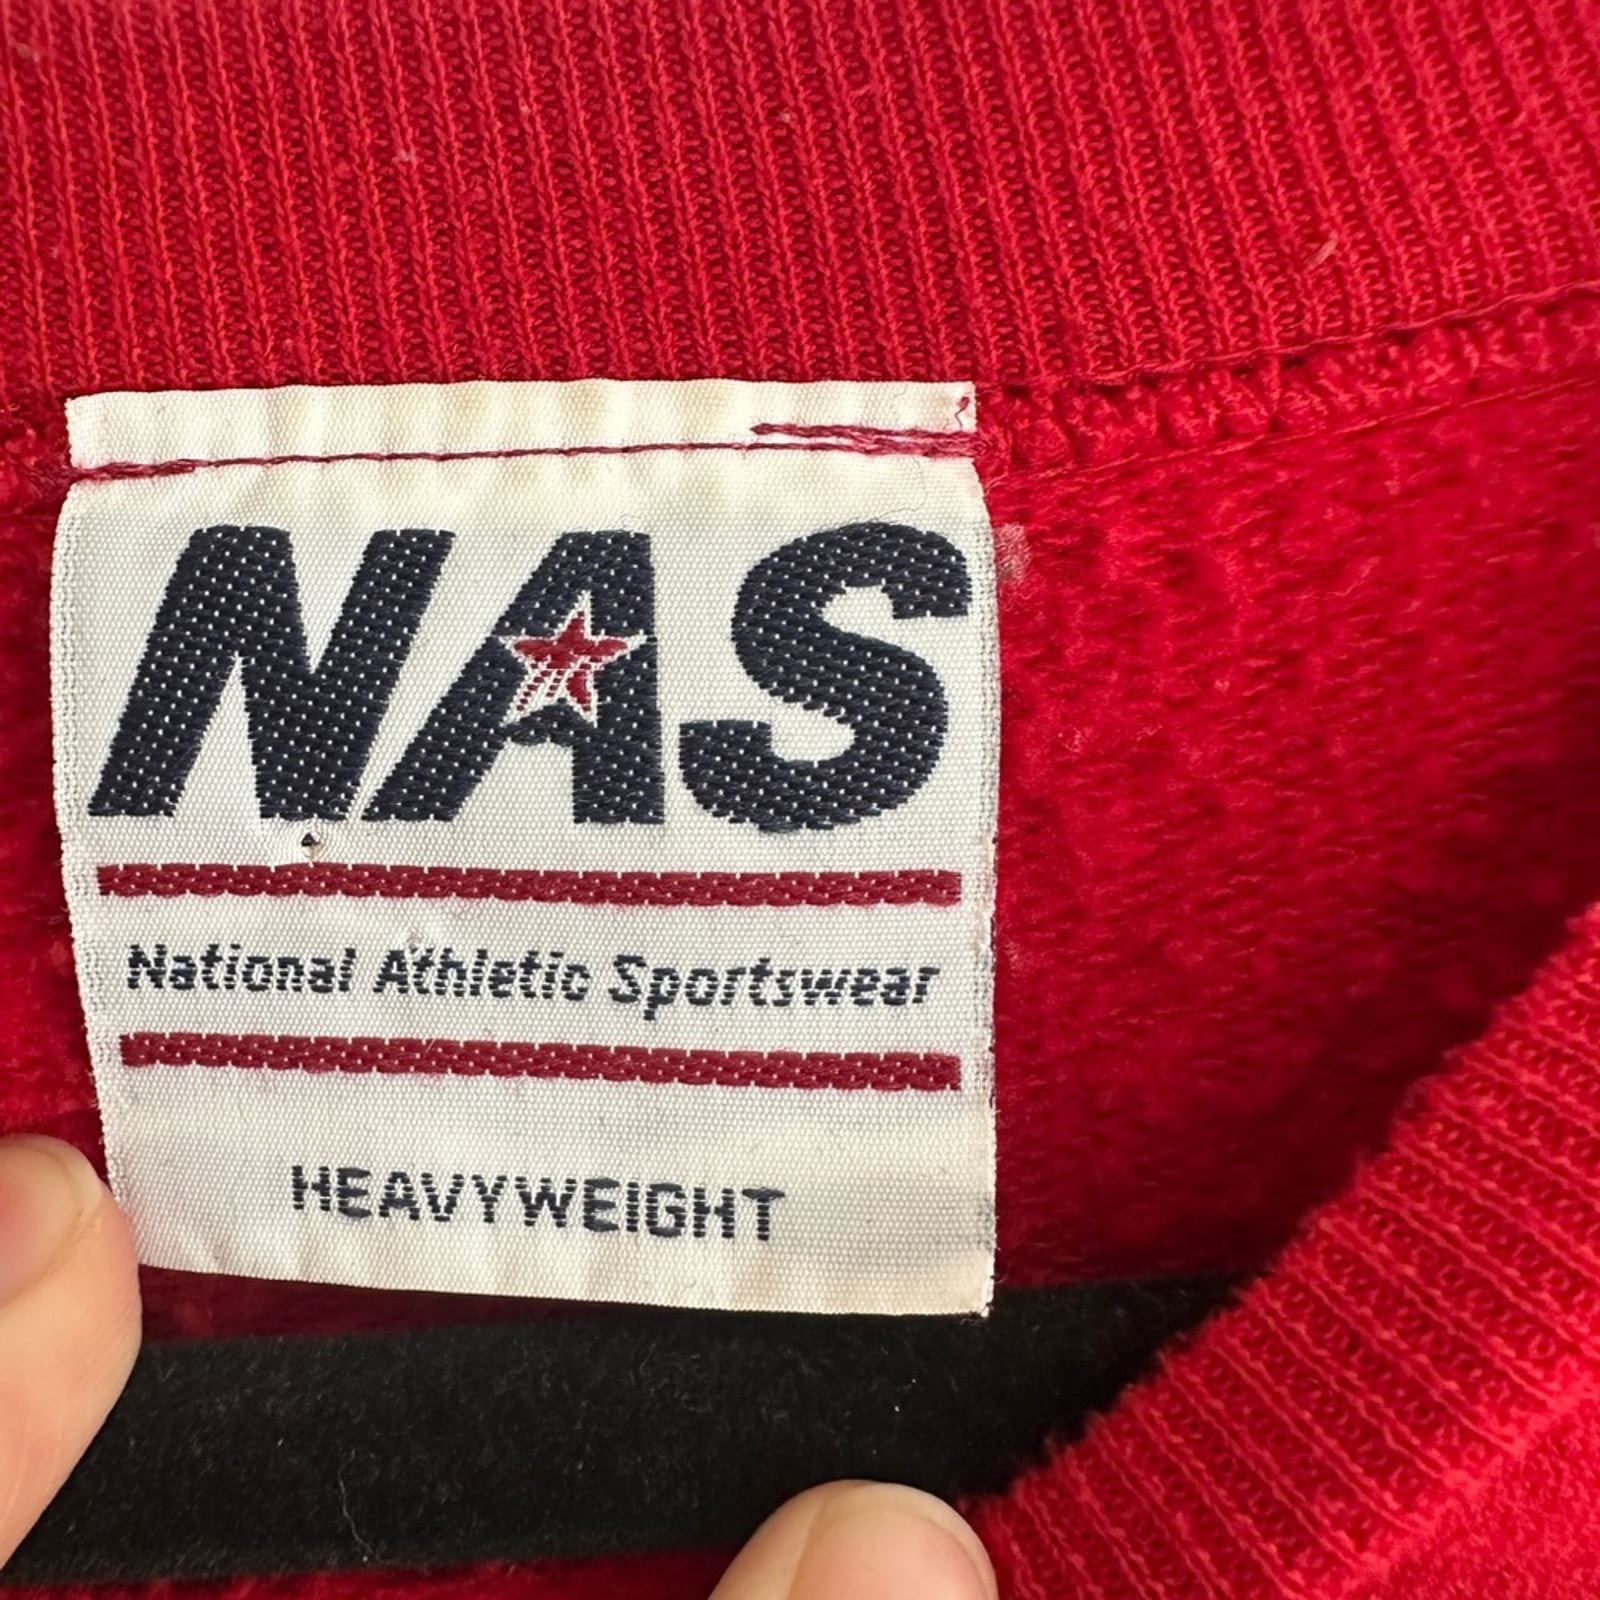 NAS
National Athletic Sportswear
HEAVYWEIGHT